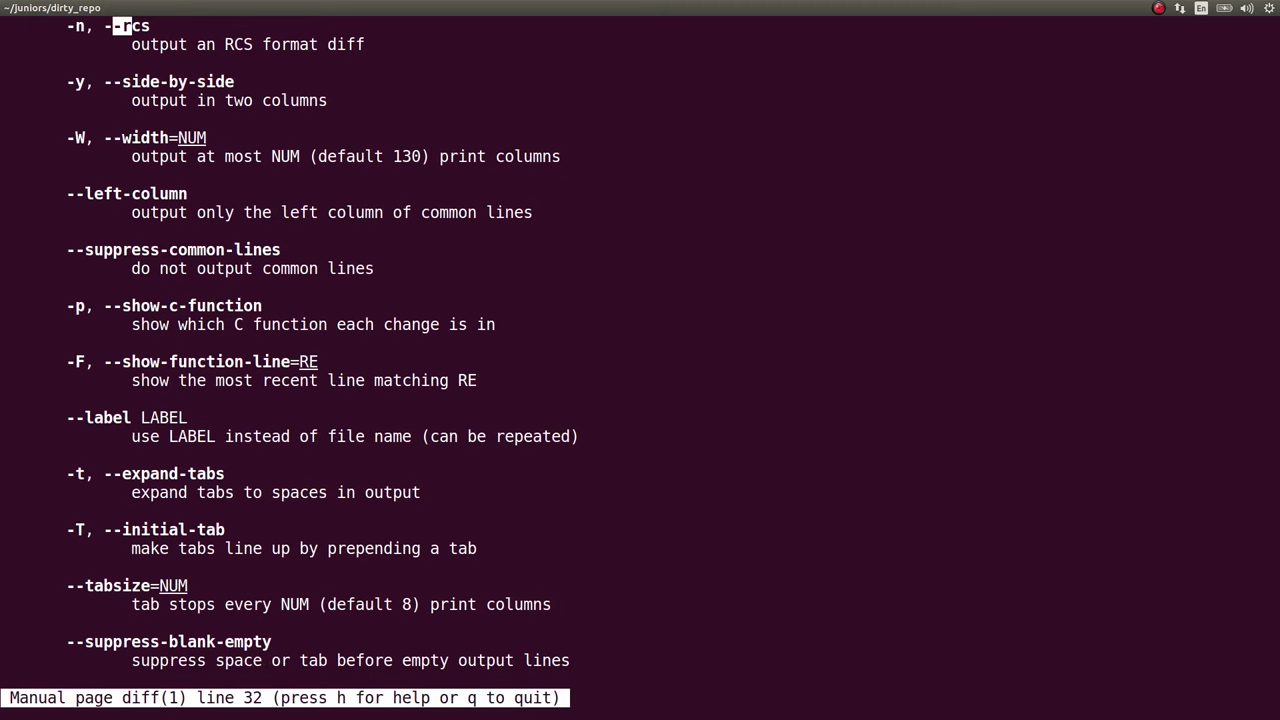 ~/juniors/dirty_repo
En
-n, --rcs
output an RCS format diff
-y, --side-by-side
output in two columns
-W, --width=NUM
output at most NUM (default 130) print columns
--left-column
output only the left column of common lines
--suppress-common-lines
do not output common lines
-p, --show-c-function
show which C function each change is in
-F, --show-function-line=RE
show the most recent line matching RE
--label LABEL
use LABEL instead of file name (can be repeated)
-t, --expand-tabs
expand tabs to spaces in output
-T, --initial-tab
make tabs line up by prepending a tab
--tabsize=NUM
tab stops every NUM (default 8) print columns
--suppress-blank-empty
suppress space or tab before empty output lines
Manual page diff(1) line 32 (press h for help or q to quit)